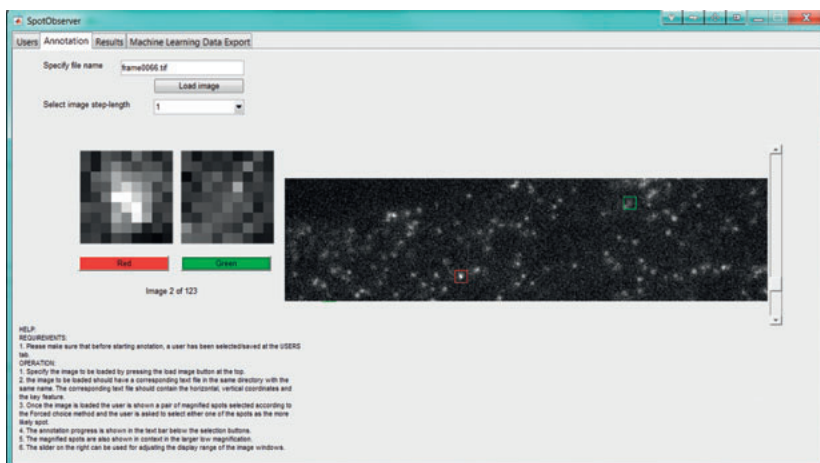 SpotObserver
Users Annotation Results Machine Learning Data Export
Specify file name frame0066.tif
Load image
Select image step-length 1
Red Green
Image 2 of 123
HELP:
REQUIREMENTS:
1. Please make sure that before starting anotation, a user has been selected/saved at the USERS
tab.
OPERATION:
1. Specify the image to be loaded by pressing the load image button at the top.
2. the image to be loaded should have a corresponding text file in the same directory with the
same name. The corresponding text file should contain the horizontal, vertical coordinates and
the key feature.
3. Once the image is loaded the user is shown a pair of magnified spots selected according to
the Forced choice method and the user is asked to select either one of the spots as the more
likely spot.
4. The annotation progress is shown in the text bar below the selection buttons.
5. The magnified spots are also shown in context in the larger low magnification.
6. The slider on the right can be used for adjusting the display range of the image windows.